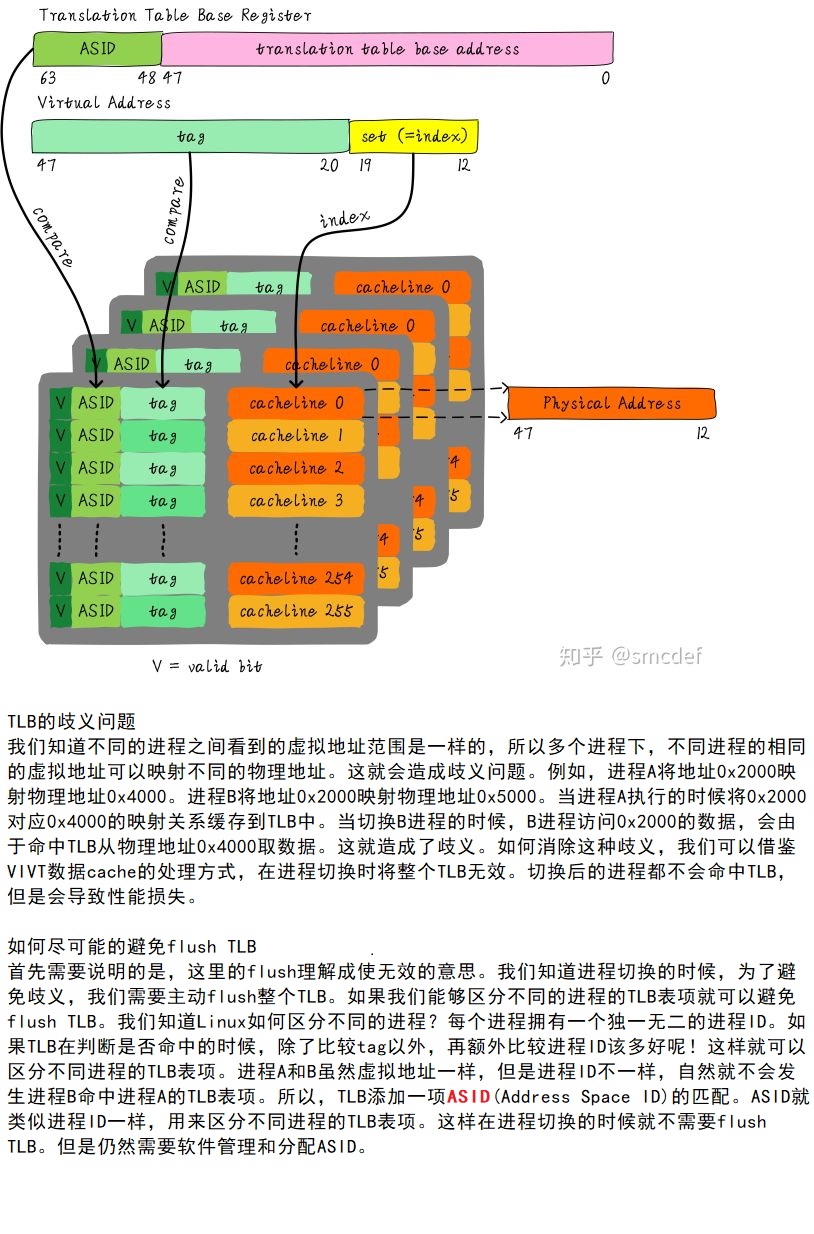 Translation Table Base Register
ASID translation table base address
63 48 47 0
Virtual Address
tag set (=index)
47 20 19 12
compare compare index
V ASID tag cacheline 0
V ASID tag cacheline 0
V ASID tag cacheline 0
V ASID tag cacheline 0
Physical Address
47 12
V ASID tag cacheline 1
V ASID tag cacheline 2
4
V ASID tag cacheline 3
4 5
4 5
V ASID tag cacheline 254
5
V ASID tag cacheline 255
V = valid bit
知乎 @smcdef
TLB的歧义问题
我们知道不同的进程之间看到的虚拟地址范围是一样的，所以多个进程下，不同进程的相同
的虚拟地址可以映射不同的物理地址。这就会造成歧义问题。例如，进程A将地址0x2000映
射物理地址0x4000。进程B将地址0x2000映射物理地址0x5000。当进程A执行的时候将0x2000
对应0x4000的映射关系缓存到TLB中。当切换B进程的时候，B进程访问0x2000的数据，会由
于命中TLB从物理地址0x4000取数据。这就造成了歧义。如何消除这种歧义，我们可以借鉴
VIVT数据cache的处理方式，在进程切换时将整个TLB无效。切换后的进程都不会命中TLB，
但是会导致性能损失。
如何尽可能的避免flush TLB
首先需要说明的是，这里的flush理解成使无效的意思。我们知道进程切换的时候，为了避
免歧义，我们需要主动flush整个TLB。如果我们能够区分不同的进程的TLB表项就可以避免
flush TLB。我们知道Linux如何区分不同的进程？每个进程拥有一个独一无二的进程ID。如
果TLB在判断是否命中的时候，除了比较tag以外，再额外比较进程ID该多好呢！这样就可以
区分不同进程的TLB表项。进程A和B虽然虚拟地址一样，但是进程ID不一样，自然就不会发
生进程B命中进程A的TLB表项。所以，TLB添加一项ASID(Address Space ID)的匹配。ASID就
类似进程ID一样，用来区分不同进程的TLB表项。这样在进程切换的时候就不需要flush
TLB。但是仍然需要软件管理和分配ASID。